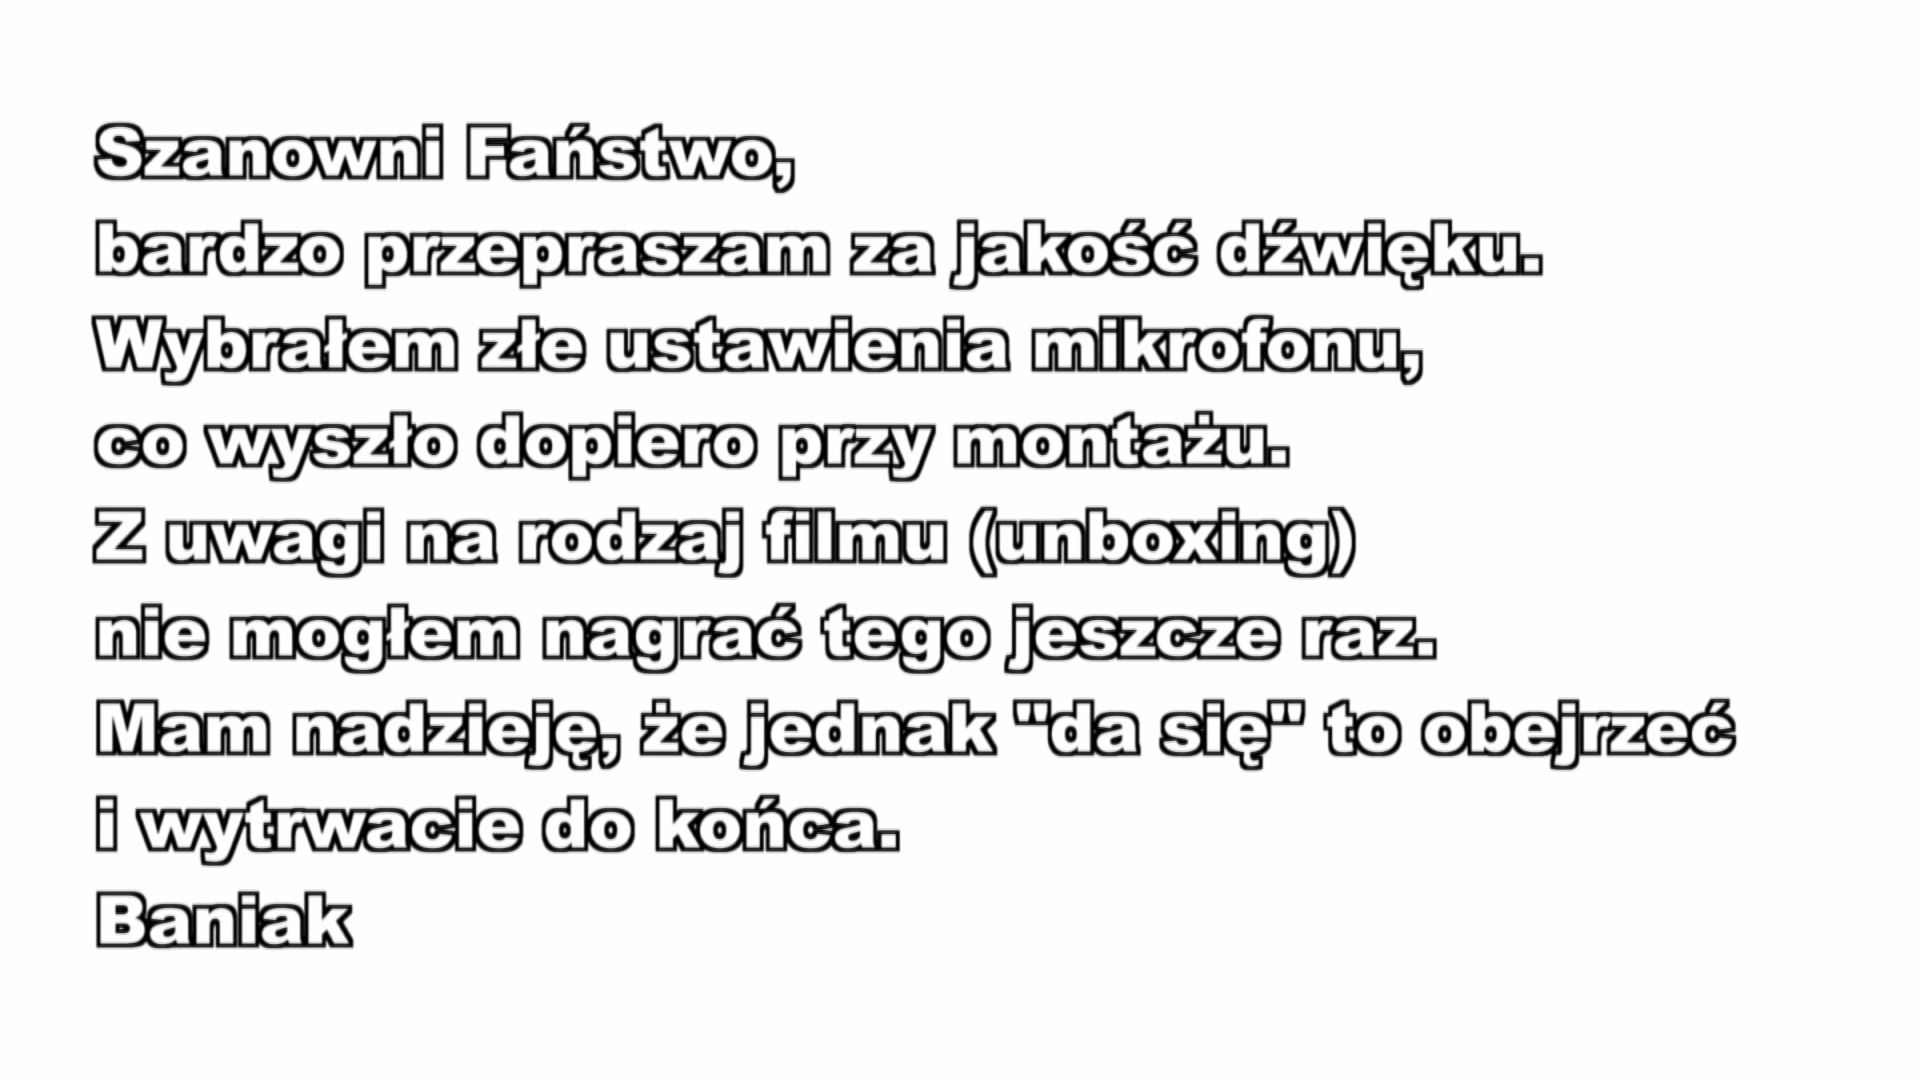 Szanowni Faństwo,
bardzo przepraszam za jakość dźwięku.
Wybrałem złe ustawienia mikrofonu,
co wyszło dopiero przy montażu.
Z uwagi na rodzaj filmu (unboxing)
nie mogłem nagrać tego jeszcze raz.
Mam nadzieję, że jednak "da się" to obejrzeć
i wytrwacie do końca.
Baniak